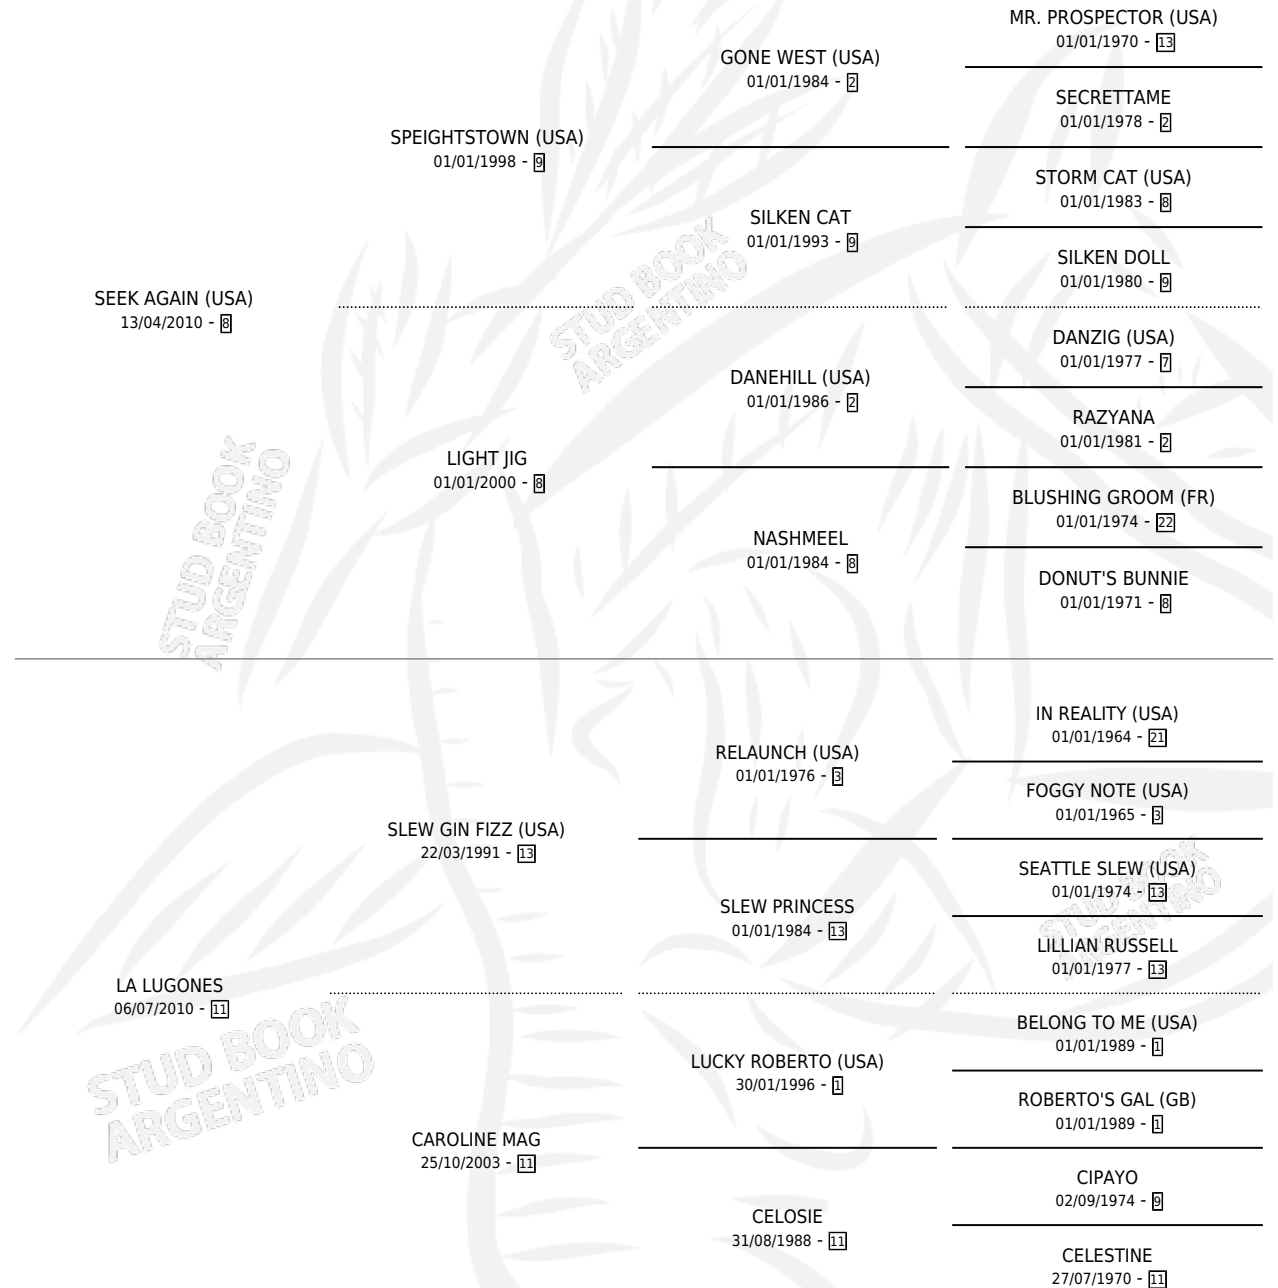 MR. PROSPECTOR (USA)
01/01/1970 - 13
GONE WEST (USA)
01/01/1984 - 2
SECRETTAME
01/01/1978 - 2
SPEIGHTSTOWN (USA)
01/01/1998 - 9
STORM CAT (USA)
01/01/1983 - 8
SILKEN CAT
01/01/1993 - 9
SILKEN DOLL
01/01/1980 - 9
SEEK AGAIN (USA)
13/04/2010 - 8
STUD BOOK
ARGENTINO
DANZIG (USA)
01/01/1977 - 7
DANEHILL (USA)
01/01/1986 - 2
RAZYANA
01/01/1981 - 2
LIGHT JIG
01/01/2000 - 8
BLUSHING GROOM (FR)
01/01/1974 - 22
NASHMEEL
01/01/1984 - 8
DONUT'S BUNNIE
01/01/1971 - 8
STUD BOOK
ARGENTINO
IN REALITY (USA)
01/01/1964 - 21
RELAUNCH (USA)
01/01/1976 - 3
FOGGY NOTE (USA)
01/01/1965 - 3
SLEW GIN FIZZ (USA)
22/03/1991 - 13
SEATTLE SLEW (USA)
01/01/1974 - 13
SLEW PRINCESS
01/01/1984 - 13
STUD BOOK
ARGENTINO
LILLIAN RUSSELL
01/01/1977 - 13
LA LUGONES
06/07/2010 - 11
STUD BOOK
ARGENTINO
BELONG TO ME (USA)
01/01/1989 - 1
LUCKY ROBERTO (USA)
30/01/1996 - 1
ROBERTO'S GAL (GB)
01/01/1989 - 1
CAROLINE MAG
25/10/2003 - 11
CIPAYO
02/09/1974 - 9
CELOSIE
31/08/1988 - 11
CELESTINE
27/07/1970 - 11